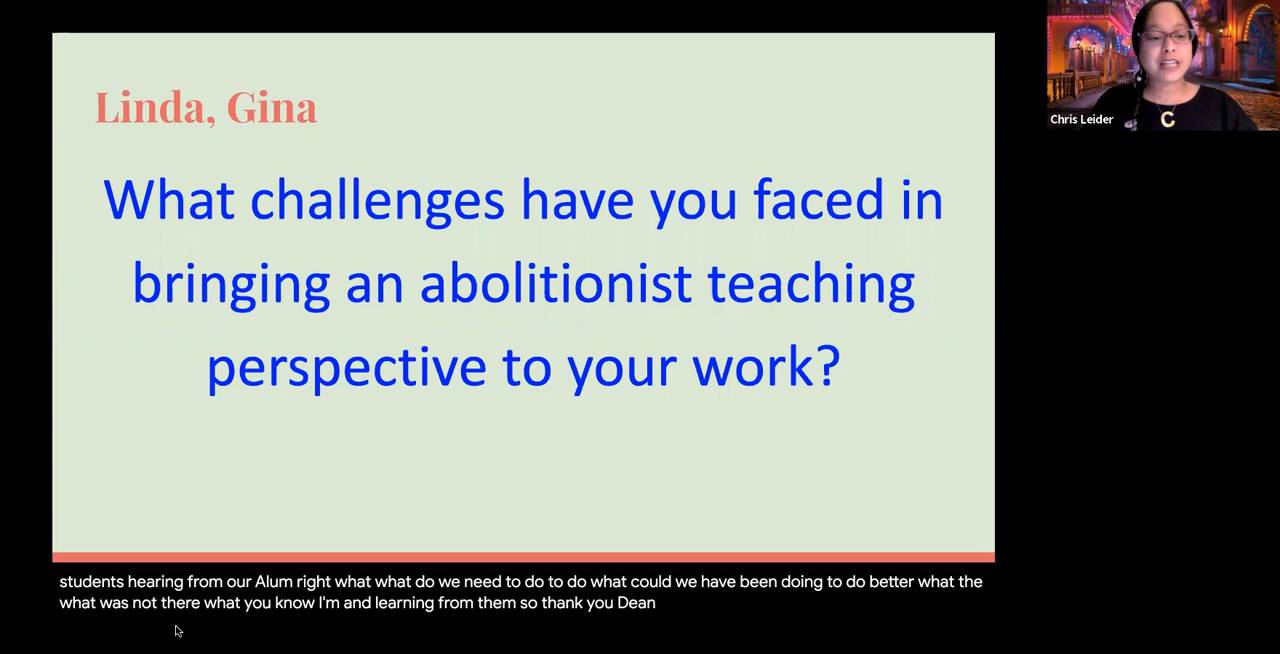 Linda, Gina
What challenges have you faced in
bringing an abolitionist teaching
perspective to your work?
Chris Leider
C
students hearing from our Alum right what what do we need to do to do what could we have been doing to do better what the
what was not there what you know I'm and learning from them so thank you Dean